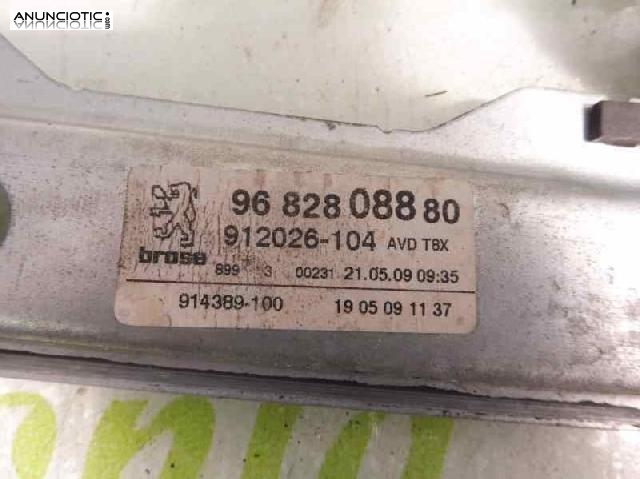 ANUNCIOTIC
96 828 088 80
912026-104 AVD TBX
brose
899 3 00231 21.05.09 09:35
914389-100 19 05 09 11 37